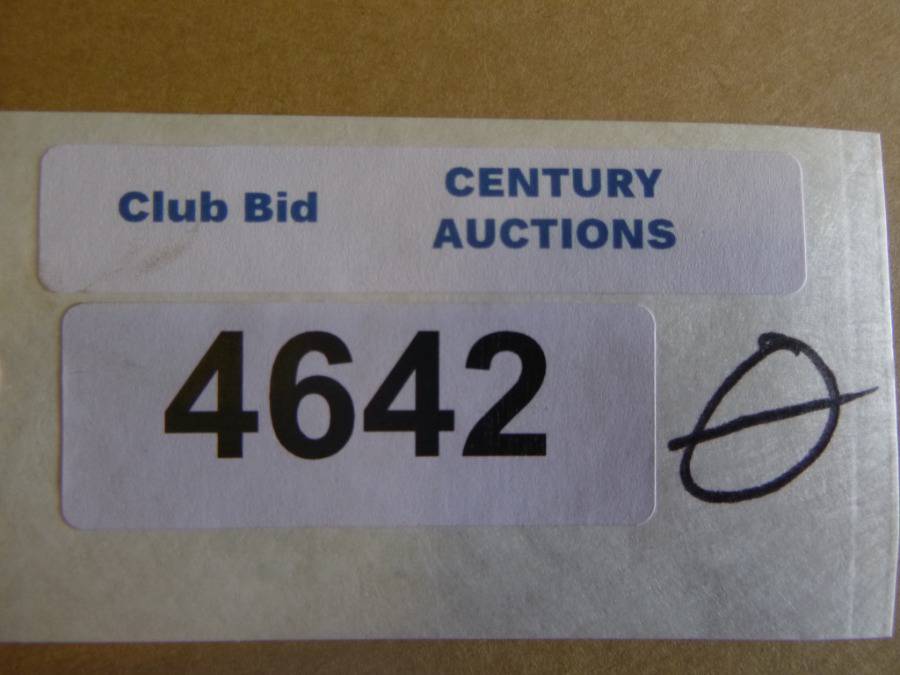 Club Bid
CENTURY
AUCTIONS
4642